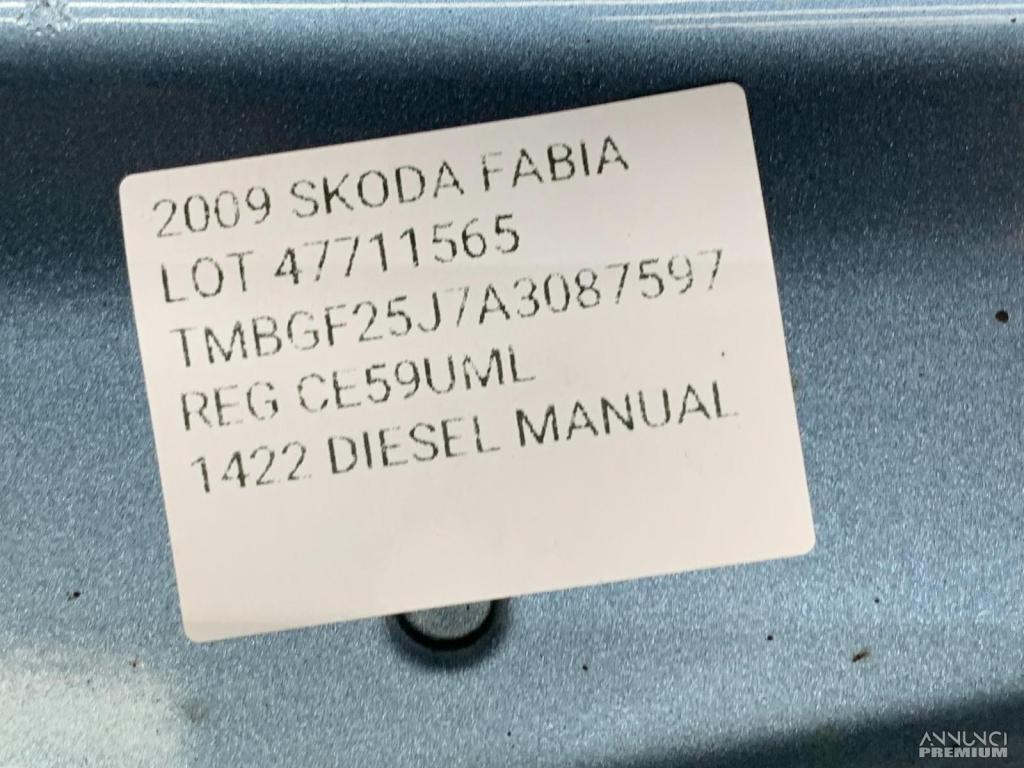 2009 SKODA FABIA
LOT 47711565
TMBGF25J7A3087597
REG CE59UML
1422 DIESEL MANUAL
ANNUNCI
PREMIUM